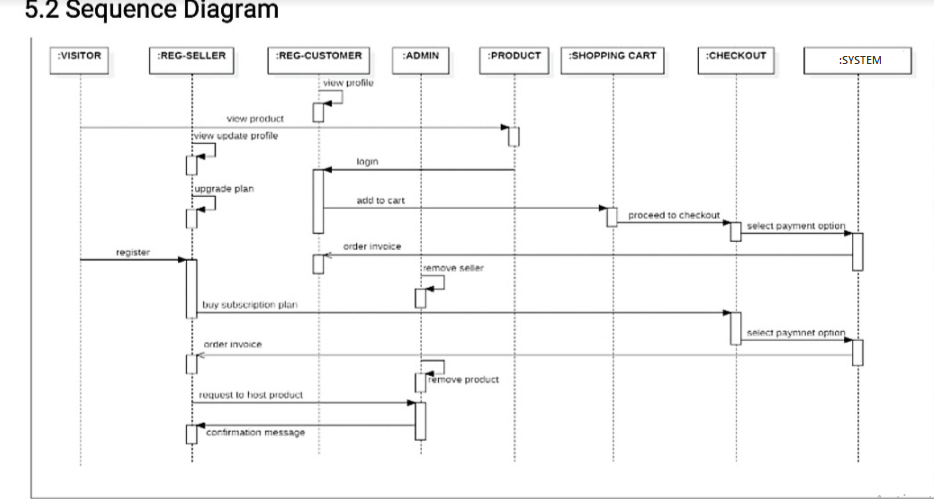 5.2 Sequence Diagram
:VISITOR
:REG-SELLER
:REG-CUSTOMER
:ADMIN
:PRODUCT
:SHOPPING CART
:CHECKOUT
:SYSTEM
view profile
view product
view update profile
login
upgrade plan
add to cart
proceed to checkout
select payment option
order invoice
register
remove seller
buy subscription plan
select paymnet option
order invoice
remove product
request to host product
confirmation message